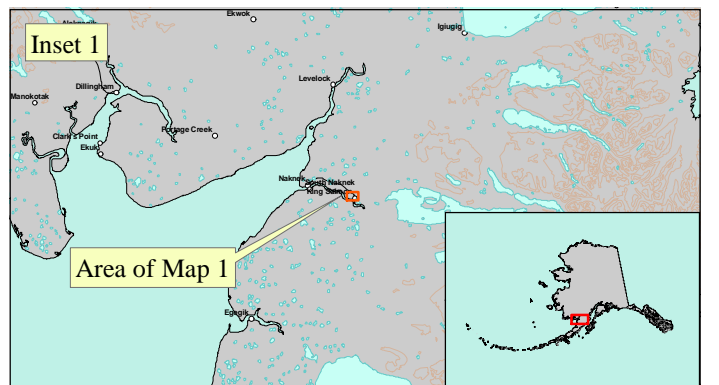 Ekwok
Igiugig
Inset 1
Levelock
Dillingham
Manokotak
Portage Creek
Clark's Point
Ekuk
Naknek
South Naknek
King Salmon
Area of Map 1
Egegik